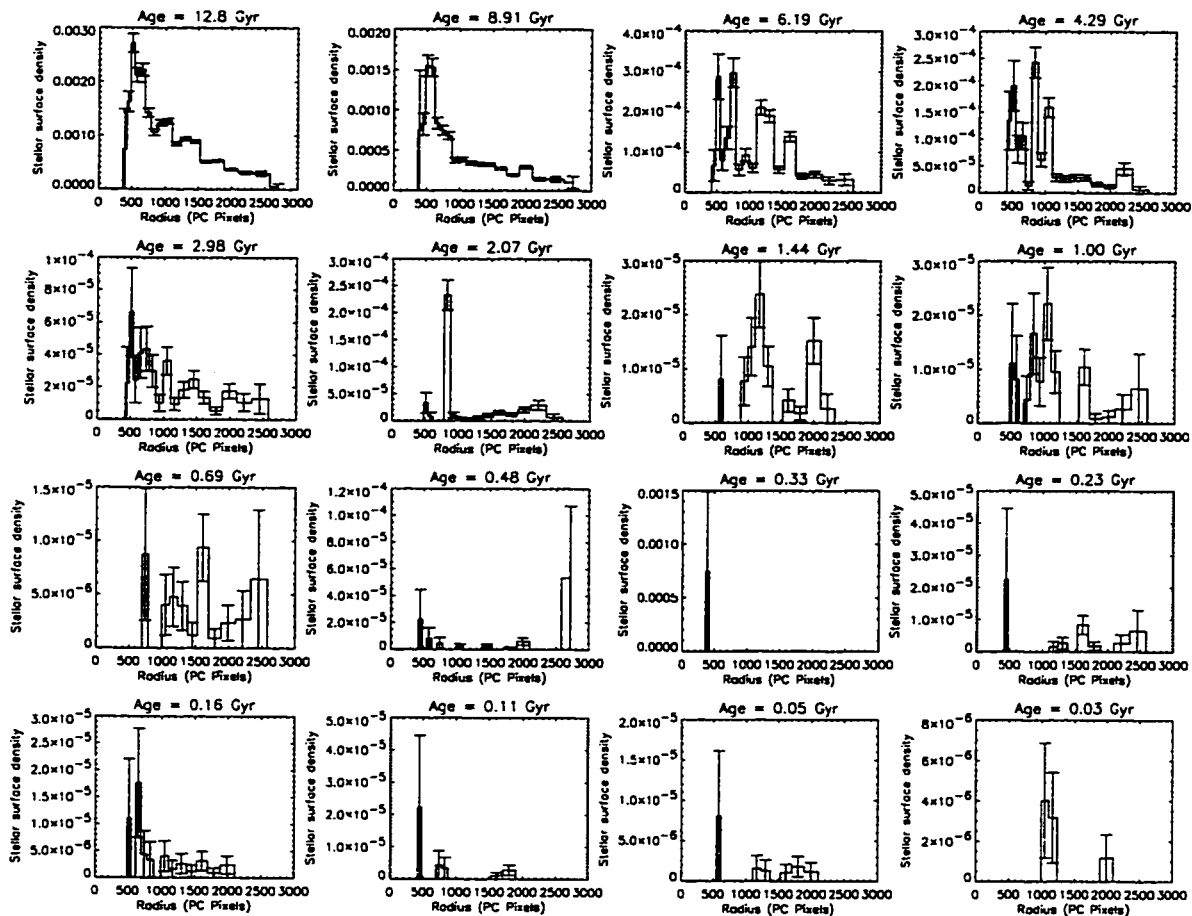 Age = 12.8 Gyr
Stellar surface density
0.0030
0.0020
0.0010
0.0000
0 500 1000 1500 2000 2500 3000
Radius (PC Pixels)
Age = 8.91 Gyr
Stellar surface density
0.0020
0.0015
0.0010
0.0005
0.0000
0 500 1000 1500 2000 2500 3000
Radius (PC Pixels)
Age = 6.19 Gyr
Stellar surface density
4.0×10⁻⁴
3.0×10⁻⁴
2.0×10⁻⁴
1.0×10⁻⁴
0
0 500 1000 1500 2000 2500 3000
Radius (PC Pixels)
Age = 4.29 Gyr
Stellar surface density
3.0×10⁻⁴
2.5×10⁻⁴
2.0×10⁻⁴
1.5×10⁻⁴
1.0×10⁻⁴
5.0×10⁻⁵
0
0 500 1000 1500 2000 2500 3000
Radius (PC Pixels)
Age = 2.98 Gyr
Stellar surface density
1×10⁻⁴
8×10⁻⁵
6×10⁻⁵
4×10⁻⁵
2×10⁻⁵
0
0 500 1000 1500 2000 2500 3000
Radius (PC Pixels)
Age = 2.07 Gyr
Stellar surface density
3.0×10⁻⁴
2.5×10⁻⁴
2.0×10⁻⁴
1.5×10⁻⁴
1.0×10⁻⁴
5.0×10⁻⁵
0
0 500 1000 1500 2000 2500 3000
Radius (PC Pixels)
Age = 1.44 Gyr
Stellar surface density
3.0×10⁻⁵
2.5×10⁻⁵
2.0×10⁻⁵
1.5×10⁻⁵
1.0×10⁻⁵
5.0×10⁻⁶
0
0 500 1000 1500 2000 2500 3000
Radius (PC Pixels)
Age = 1.00 Gyr
Stellar surface density
3.0×10⁻⁵
2.5×10⁻⁵
2.0×10⁻⁵
1.5×10⁻⁵
1.0×10⁻⁵
5.0×10⁻⁶
0
0 500 1000 1500 2000 2500 3000
Radius (PC Pixels)
Age = 0.69 Gyr
Stellar surface density
1.5×10⁻⁵
1.0×10⁻⁵
5.0×10⁻⁶
0
0 500 1000 1500 2000 2500 3000
Radius (PC Pixels)
Age = 0.48 Gyr
Stellar surface density
1.2×10⁻⁴
1.0×10⁻⁴
8.0×10⁻⁵
6.0×10⁻⁵
4.0×10⁻⁵
2.0×10⁻⁵
0
0 500 1000 1500 2000 2500 3000
Radius (PC Pixels)
Age = 0.33 Gyr
Stellar surface density
0.0015
0.0010
0.0005
0.0000
0 500 1000 1500 2000 2500 3000
Radius (PC Pixels)
Age = 0.23 Gyr
Stellar surface density
5.0×10⁻⁵
4.0×10⁻⁵
3.0×10⁻⁵
2.0×10⁻⁵
1.0×10⁻⁵
0
0 500 1000 1500 2000 2500 3000
Radius (PC Pixels)
Age = 0.16 Gyr
Stellar surface density
3.0×10⁻⁵
2.5×10⁻⁵
2.0×10⁻⁵
1.5×10⁻⁵
1.0×10⁻⁵
5.0×10⁻⁶
0
0 500 1000 1500 2000 2500 3000
Radius (PC Pixels)
Age = 0.11 Gyr
Stellar surface density
5.0×10⁻⁵
4.0×10⁻⁵
3.0×10⁻⁵
2.0×10⁻⁵
1.0×10⁻⁵
0
0 500 1000 1500 2000 2500 3000
Radius (PC Pixels)
Age = 0.05 Gyr
Stellar surface density
2.0×10⁻⁵
1.5×10⁻⁵
1.0×10⁻⁵
5.0×10⁻⁶
0
0 500 1000 1500 2000 2500 3000
Radius (PC Pixels)
Age = 0.03 Gyr
Stellar surface density
8×10⁻⁶
6×10⁻⁶
4×10⁻⁶
2×10⁻⁶
0
0 500 1000 1500 2000 2500 3000
Radius (PC Pixels)